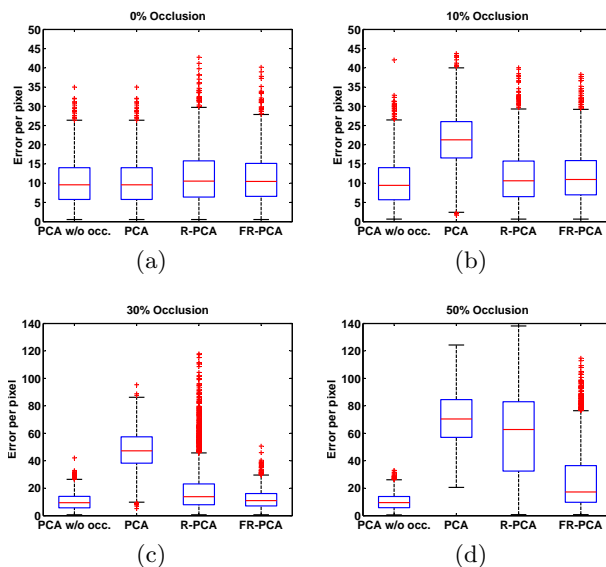 0% Occlusion
50
45
40
35
30
25
20
15
10
5
0
Error per pixel
PCA w/o occ. PCA R-PCA FR-PCA
(a)
10% Occlusion
50
45
40
35
30
25
20
15
10
5
0
Error per pixel
PCA w/o occ. PCA R-PCA FR-PCA
(b)
30% Occlusion
140
120
100
80
60
40
20
0
Error per pixel
PCA w/o occ. PCA R-PCA FR-PCA
(c)
50% Occlusion
140
120
100
80
60
40
20
0
Error per pixel
PCA w/o occ. PCA R-PCA FR-PCA
(d)